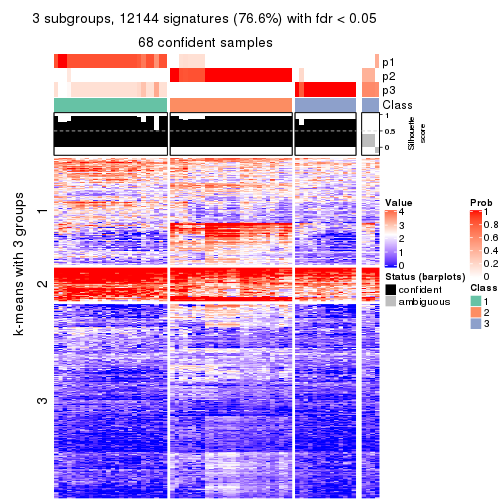 3 subgroups, 12144 signatures (76.6%) with fdr < 0.05
68 confident samples
p1
p2
p3
Class
1
0.5
0
Silhouette
score
k-means with 3 groups
1
2
3
Value
4
3
2
1
0
Status (barplots)
confident
ambiguous
Prob
1
0.8
0.6
0.4
0.2
0
Class
1
2
3